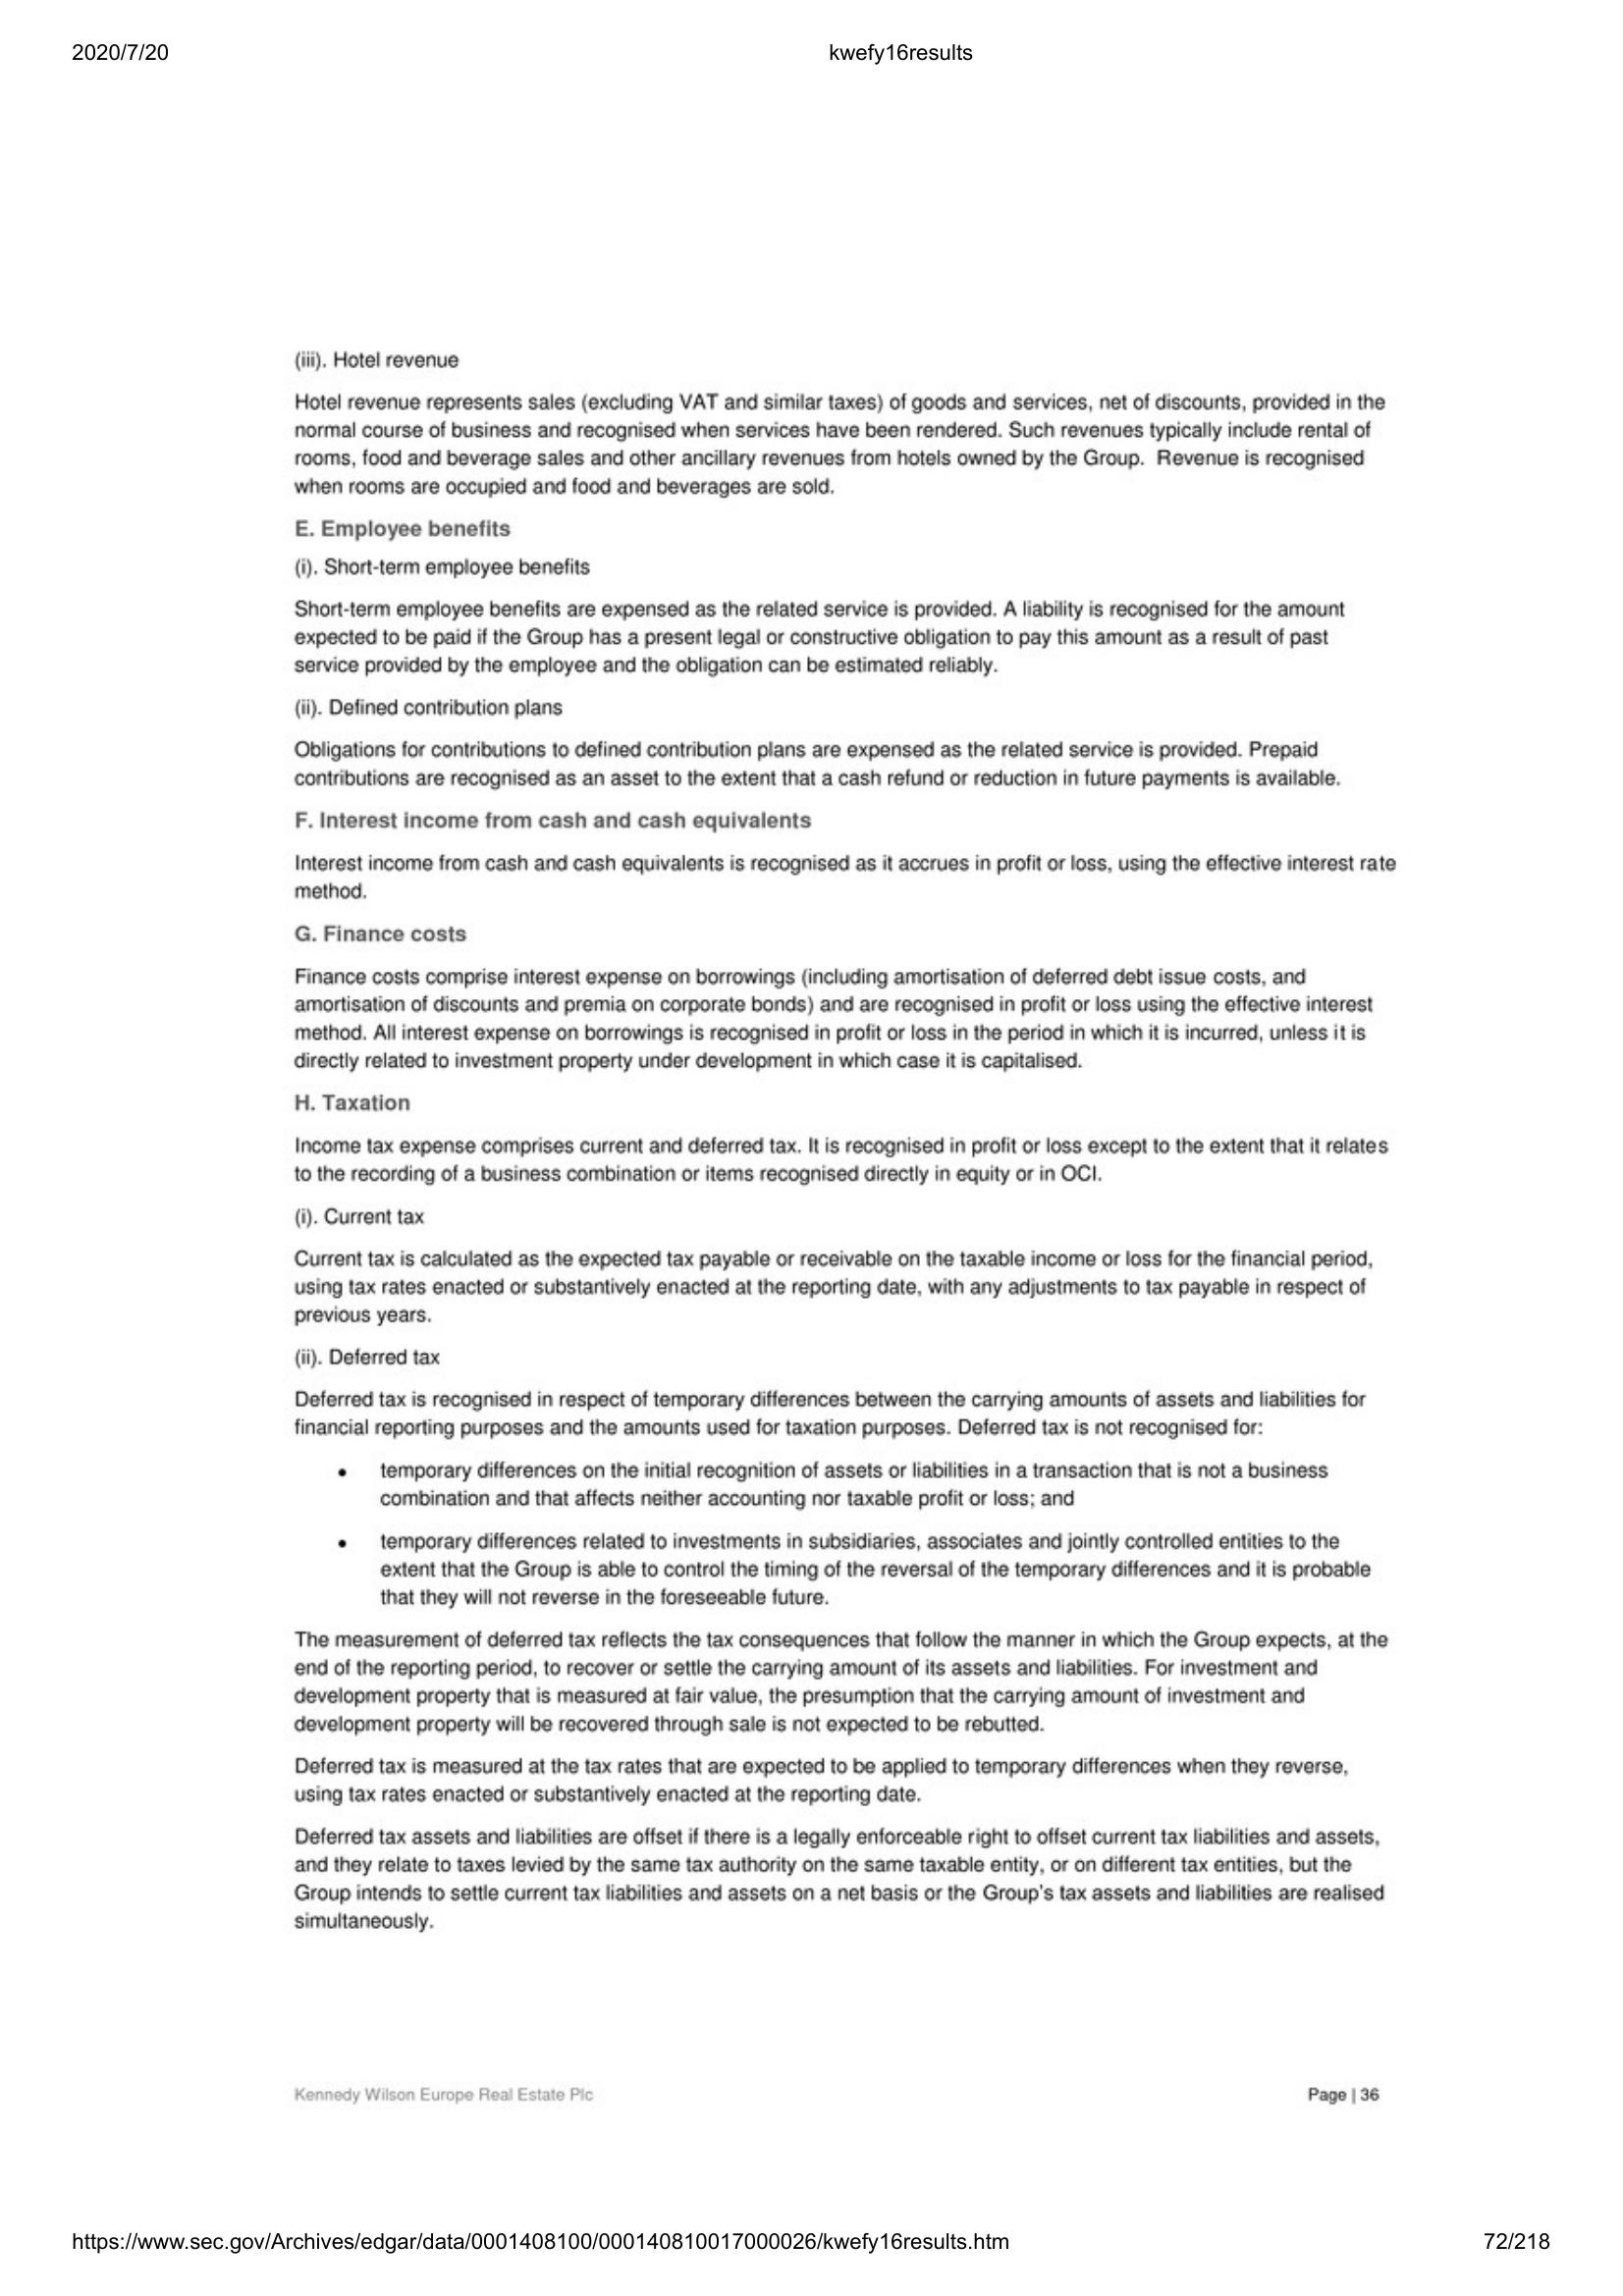 2020/7/20
kwefy16results
(iii). Hotel revenue
Hotel revenue represents sales (excluding VAT and similar taxes) of goods and services, net of discounts, provided in the
normal course of business and recognised when services have been rendered. Such revenues typically include rental of
rooms, food and beverage sales and other ancillary revenues from hotels owned by the Group.  Revenue is recognised
when rooms are occupied and food and beverages are sold.
E. Employee benefits
(i). Short-term employee benefits
Short-term employee benefits are expensed as the related service is provided. A liability is recognised for the amount
expected to be paid if the Group has a present legal or constructive obligation to pay this amount as a result of past
service provided by the employee and the obligation can be estimated reliably.
(ii). Defined contribution plans
Obligations for contributions to defined contribution plans are expensed as the related service is provided. Prepaid
contributions are recognised as an asset to the extent that a cash refund or reduction in future payments is available.
F. Interest income from cash and cash equivalents
Interest income from cash and cash equivalents is recognised as it accrues in profit or loss, using the effective interest rate
method.
G. Finance costs
Finance costs comprise interest expense on borrowings (including amortisation of deferred debt issue costs, and
amortisation of discounts and premia on corporate bonds) and are recognised in profit or loss using the effective interest
method. All interest expense on borrowings is recognised in profit or loss in the period in which it is incurred, unless it is
directly related to investment property under development in which case it is capitalised.
H. Taxation
Income tax expense comprises current and deferred tax. It is recognised in profit or loss except to the extent that it relates
to the recording of a business combination or items recognised directly in equity or in OCI.
(i). Current tax
Current tax is calculated as the expected tax payable or receivable on the taxable income or loss for the financial period,
using tax rates enacted or substantively enacted at the reporting date, with any adjustments to tax payable in respect of
previous years.
(ii). Deferred tax
Deferred tax is recognised in respect of temporary differences between the carrying amounts of assets and liabilities for
financial reporting purposes and the amounts used for taxation purposes. Deferred tax is not recognised for:
• temporary differences on the initial recognition of assets or liabilities in a transaction that is not a business
combination and that affects neither accounting nor taxable profit or loss; and
• temporary differences related to investments in subsidiaries, associates and jointly controlled entities to the
extent that the Group is able to control the timing of the reversal of the temporary differences and it is probable
that they will not reverse in the foreseeable future.
The measurement of deferred tax reflects the tax consequences that follow the manner in which the Group expects, at the
end of the reporting period, to recover or settle the carrying amount of its assets and liabilities. For investment and
development property that is measured at fair value, the presumption that the carrying amount of investment and
development property will be recovered through sale is not expected to be rebutted.
Deferred tax is measured at the tax rates that are expected to be applied to temporary differences when they reverse,
using tax rates enacted or substantively enacted at the reporting date.
Deferred tax assets and liabilities are offset if there is a legally enforceable right to offset current tax liabilities and assets,
and they relate to taxes levied by the same tax authority on the same taxable entity, or on different tax entities, but the
Group intends to settle current tax liabilities and assets on a net basis or the Group's tax assets and liabilities are realised
simultaneously.
Kennedy Wilson Europe Real Estate Plc
Page | 36
https://www.sec.gov/Archives/edgar/data/0001408100/000140810017000026/kwefy16results.htm
72/218